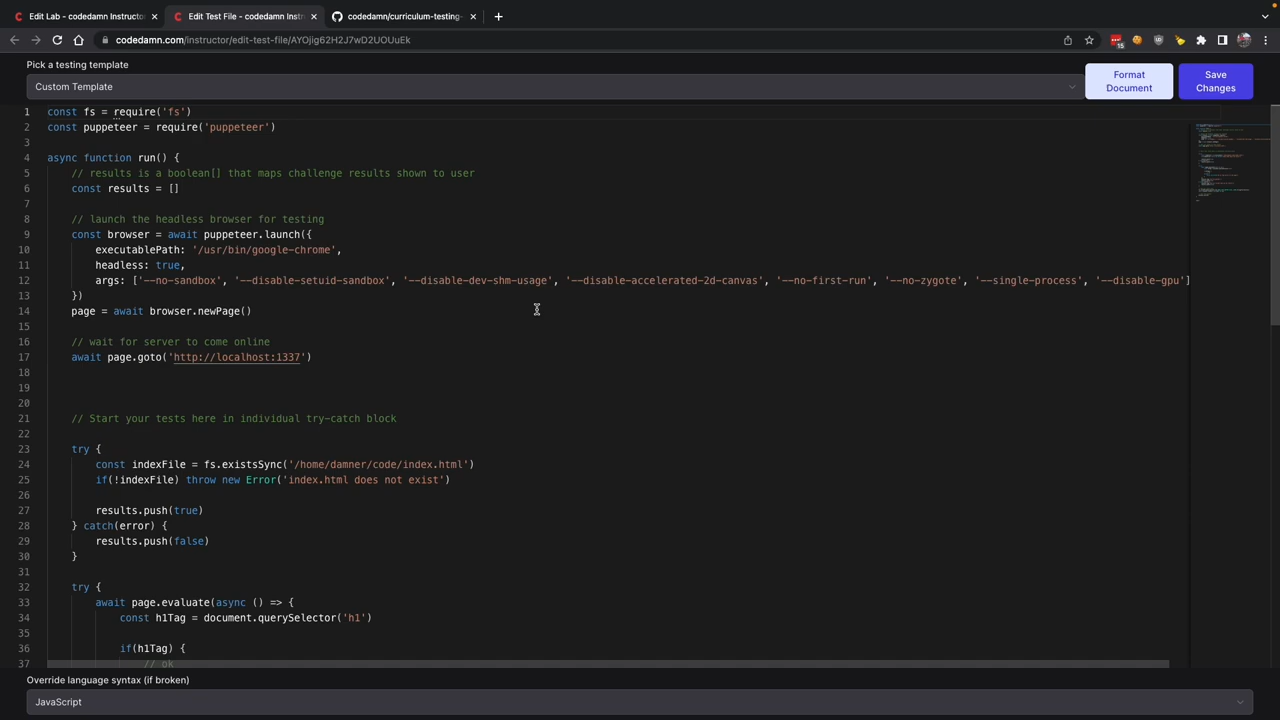 Edit Lab - codedamn Instructo
Edit Test File - codedamn Inst
codedamn/curriculum-testing-
codedamn.com/instructor/edit-test-file/AYOjig62H2J7wD2UOUuEk
15
Pick a testing template
Custom Template
Format
Document
Save
Changes
1 const fs = require('fs')
2 const puppeteer = require('puppeteer')
3
4 async function run() {
5 // results is a boolean[] that maps challenge results shown to user
6 const results = []
7
8 // launch the headless browser for testing
9 const browser = await puppeteer.launch({
10 executablePath: '/usr/bin/google-chrome',
11 headless: true,
12 args: ['--no-sandbox', '--disable-setuid-sandbox', '--disable-dev-shm-usage', '--disable-accelerated-2d-canvas', '--no-first-run', '--no-zygote', '--single-process', '--disable-gpu']
13 })
14 page = await browser.newPage()
15
16 // wait for server to come online
17 await page.goto('http://localhost:1337')
18
19
20
21 // Start your tests here in individual try-catch block
22
23 try {
24 const indexFile = fs.existsSync('/home/damner/code/index.html')
25 if(!indexFile) throw new Error('index.html does not exist')
26
27 results.push(true)
28 } catch(error) {
29 results.push(false)
30 }
31
32 try {
33 await page.evaluate(async () => {
34 const h1Tag = document.querySelector('h1')
35
36 if(h1Tag) {
37 // ok
Override language syntax (if broken)
JavaScript